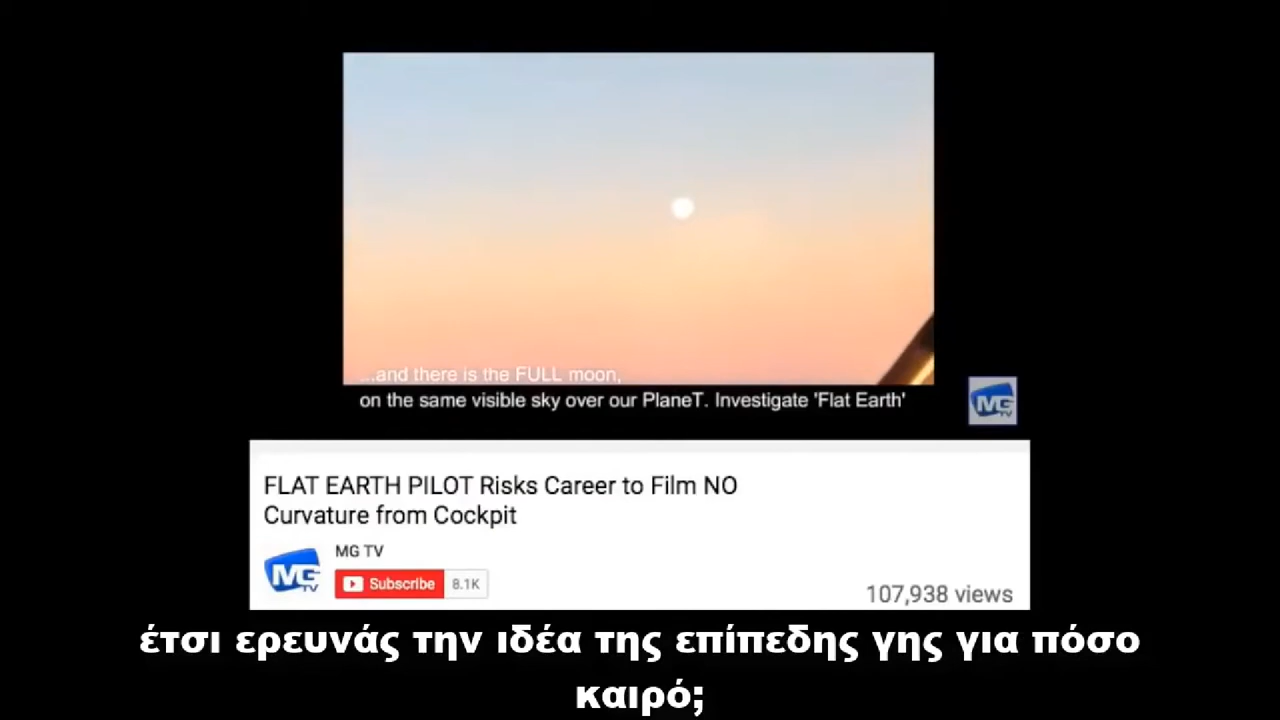 ...and there is the FULL moon,
on the same visible sky over our PlaneT. Investigate 'Flat Earth'
MG
TV
FLAT EARTH PILOT Risks Career to Film NO
Curvature from Cockpit
MG TV
MG
TV
Subscribe 8.1K
107,938 views
έτσι ερευνάς την ιδέα της επίπεδης γης για πόσο
καιρό;